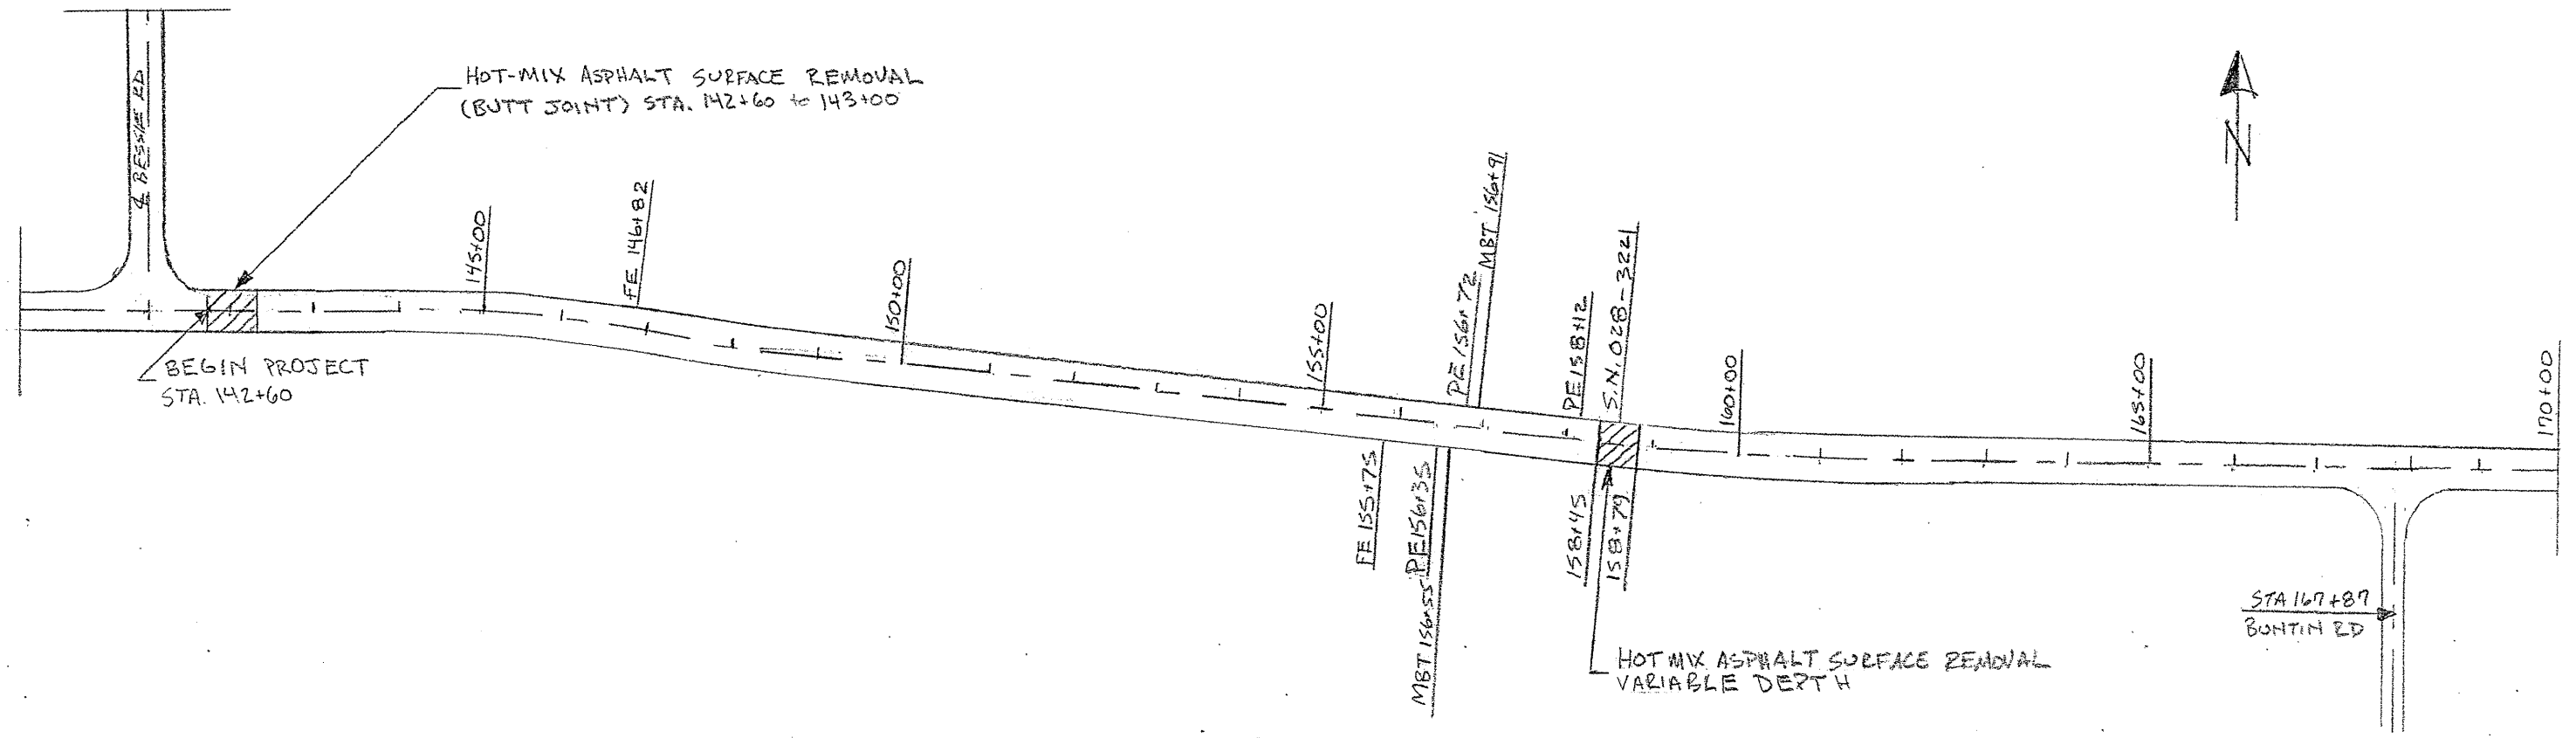 ℄ BESSIE RD
HOT-MIX ASPHALT SURFACE REMOVAL
(BUTT JOINT) STA. 142+60 to 143+00
BEGIN PROJECT
STA. 142+60
145+00
FE 146+82
150+00
155+00
PE 156+72
MBT 156+91
PE 158+12
S.N. 028-3221
160+00
165+00
170+00
N
FE 155+75
PE 156+35
MBT 156+55
158+45
158+79
HOT MIX ASPHALT SURFACE REMOVAL
VARIABLE DEPTH
STA 167+87
BUNTIN RD